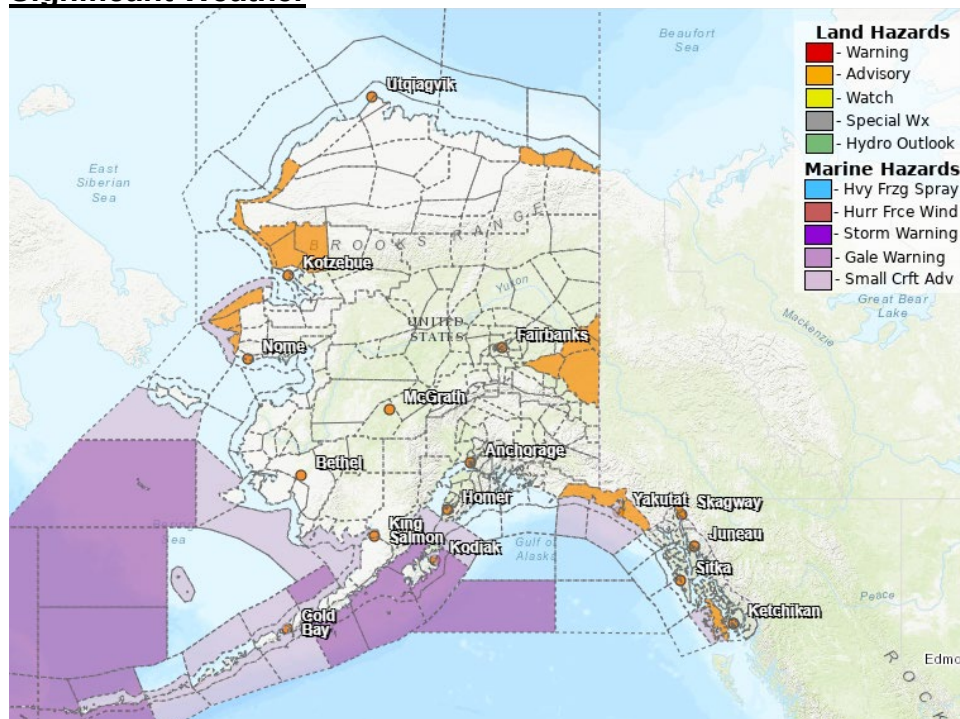 Significant Weather
Beaufort
Sea
Land Hazards
- Warning
- Advisory
- Watch
- Special Wx
- Hydro Outlook
Marine Hazards
- Hvy Frzg Spray
- Hurr Frce Wind
- Storm Warning
- Gale Warning
- Small Crft Adv
Utqiagvik
East
Siberian
Sea
BROOKS RANGE
Kotzebue
Yukon
Great Bear
Lake
Mackenzie
UNITED
STATES
Fairbanks
Nome
McGrath
Anchorage
Bethel
Homer
Yakutat
Skagway
King
Salmon
Sea
Kodiak
Gulf of
Alaska
Juneau
Sitka
Peace
Cold
Bay
Ketchikan
Edmo
ROCK